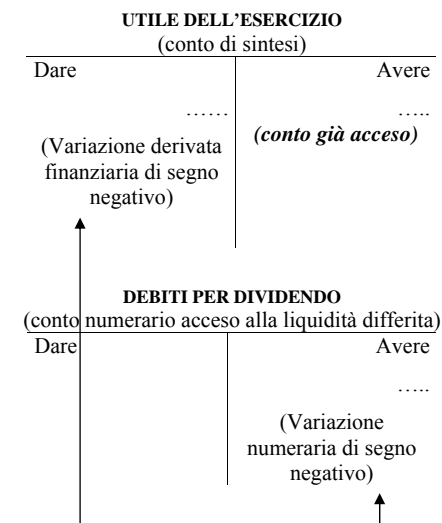 UTILE DELL’ESERCIZIO
(conto di sintesi)
Dare Avere
…… …..
(conto già acceso)
(Variazione derivata
finanziaria di segno
negativo)
DEBITI PER DIVIDENDO
(conto numerario acceso alla liquidità differita)
Dare Avere
…..
(Variazione
numeraria di segno
negativo)